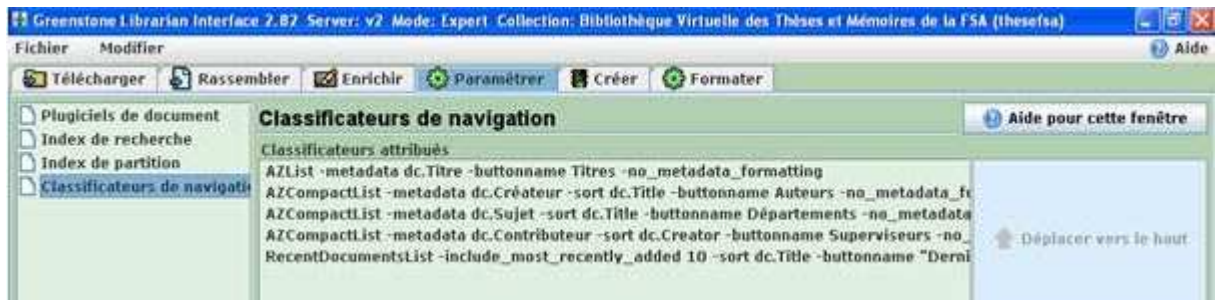 Greenstone Librarian Interface 2.87 Server: v2 Mode: Expert Collection: Bibliothèque Virtuelle des Thèses et Mémoires de la FSA (thesefsa)
Fichier Modifier Aide
Télécharger Rassembler Enrichir Paramétrer Créer Formater
Plugiciels de document
Index de recherche
Index de partition
Classificateurs de navigati
Classificateurs de navigation
Aide pour cette fenêtre
Classificateurs attribués
AZList -metadata dc.Titre -buttonname Titres -no_metadata_formatting
AZCompactList -metadata dc.Créateur -sort dc.Title -buttonname Auteurs -no_metadata_fo
AZCompactList -metadata dc.Sujet -sort dc.Title -buttonname Départements -no_metadata
AZCompactList -metadata dc.Contributeur -sort dc.Creator -buttonname Superviseurs -no_
RecentDocumentsList -include_most_recently_added 10 -sort dc.Title -buttonname "Derni
Déplacer vers le haut